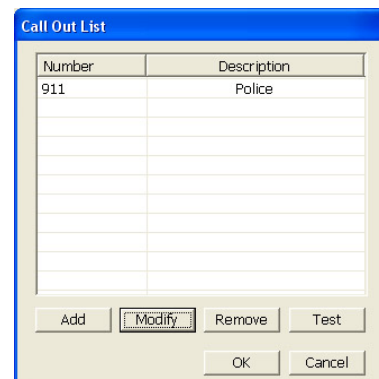 Call Out List
Number Description
911 Police
Add Modify Remove Test
OK Cancel